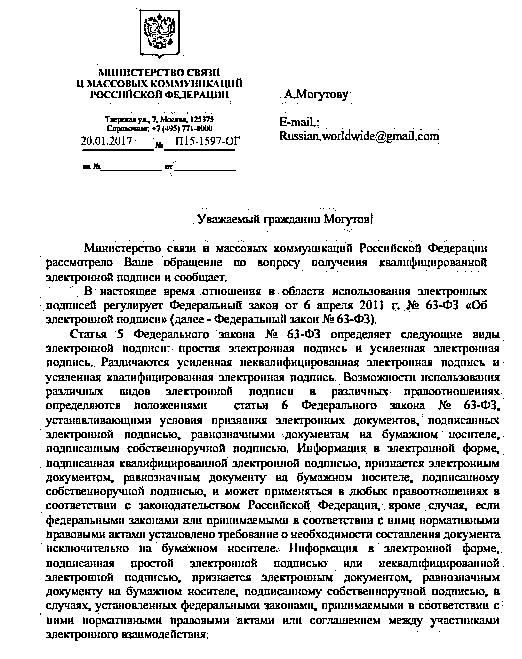 МИНИСТЕРСТВО СВЯЗИ
И МАССОВЫХ КОММУНИКАЦИЙ
РОССИЙСКОЙ ФЕДЕРАЦИИ
Тверская ул., 7, Москва, 125375
Справочная: +7 (495) 771-8000
20.01.2017 № П15-1597-ОГ
на № от
А.Могутову
E-mail.:
Russian.worldwide@gmail.com
Уважаемый гражданин Могутов!
Министерство связи и массовых коммуникаций Российской Федерации
рассмотрело Ваше обращение по вопросу получения квалифицированной
электронной подписи и сообщает.
В настоящее время отношения в области использования электронных
подписей регулирует Федеральный закон от 6 апреля 2011 г. № 63-ФЗ «Об
электронной подписи» (далее - Федеральный закон № 63-ФЗ).
Статья 5 Федерального закона № 63-ФЗ определяет следующие виды
электронной подписи: простая электронная подпись и усиленная электронная
подпись. Различаются усиленная неквалифицированная электронная подпись и
усиленная квалифицированная электронная подпись. Возможности использования
различных видов электронной подписи в различных правоотношениях
определяются положениями статьи 6 Федерального закона № 63-ФЗ,
устанавливающими условия признания электронных документов, подписанных
электронной подписью, равнозначными документам на бумажном носителе,
подписанным собственноручной подписью. Информация в электронной форме,
подписанная квалифицированной электронной подписью, признается электронным
документом, равнозначным документу на бумажном носителе, подписанному
собственноручной подписью, и может применяться в любых правоотношениях в
соответствии с законодательством Российской Федерации, кроме случая, если
федеральными законами или принимаемыми в соответствии с ними нормативными
правовыми актами установлено требование о необходимости составления документа
исключительно на бумажном носителе. Информация в электронной форме,
подписанная простой электронной подписью или неквалифицированной
электронной подписью, признается электронным документом, равнозначным
документу на бумажном носителе, подписанному собственноручной подписью, в
случаях, установленных федеральными законами, принимаемыми в соответствии с
ними нормативными правовыми актами или соглашением между участниками
электронного взаимодействия.